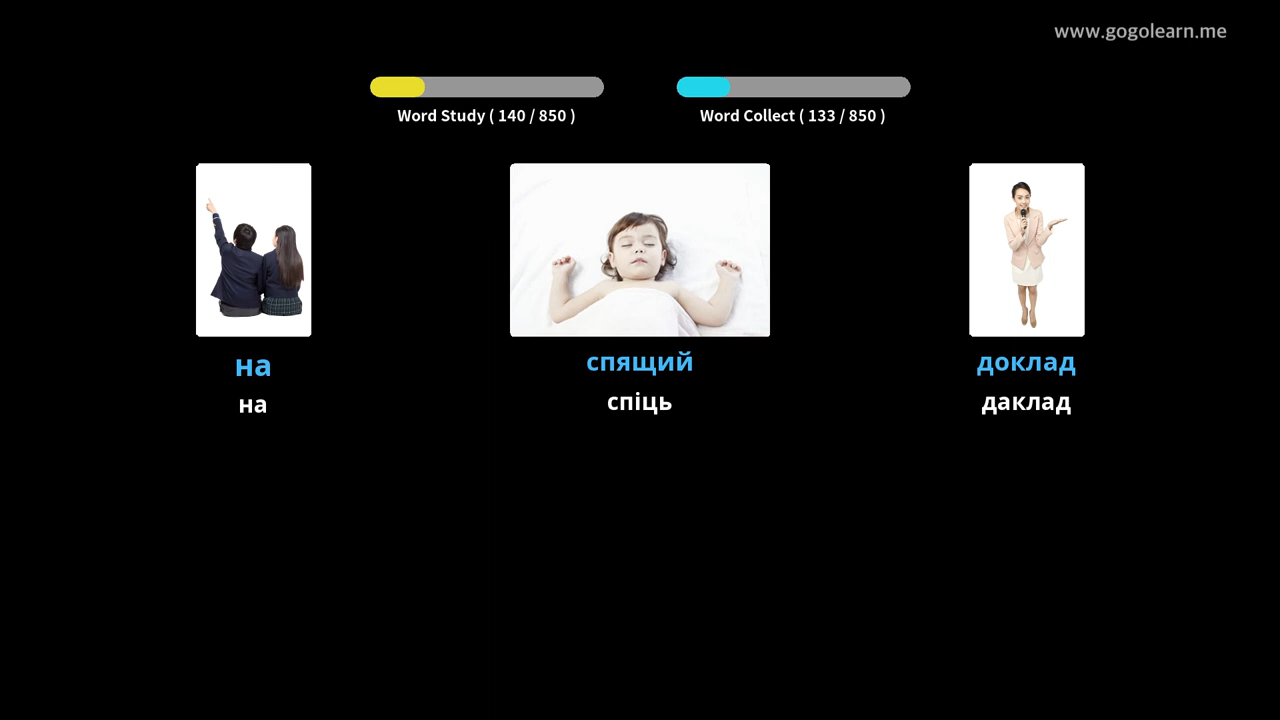 www.gogolearn.me
Word Study ( 140 / 850 )
Word Collect ( 133 / 850 )
на
на
спящий
спіць
доклад
даклад